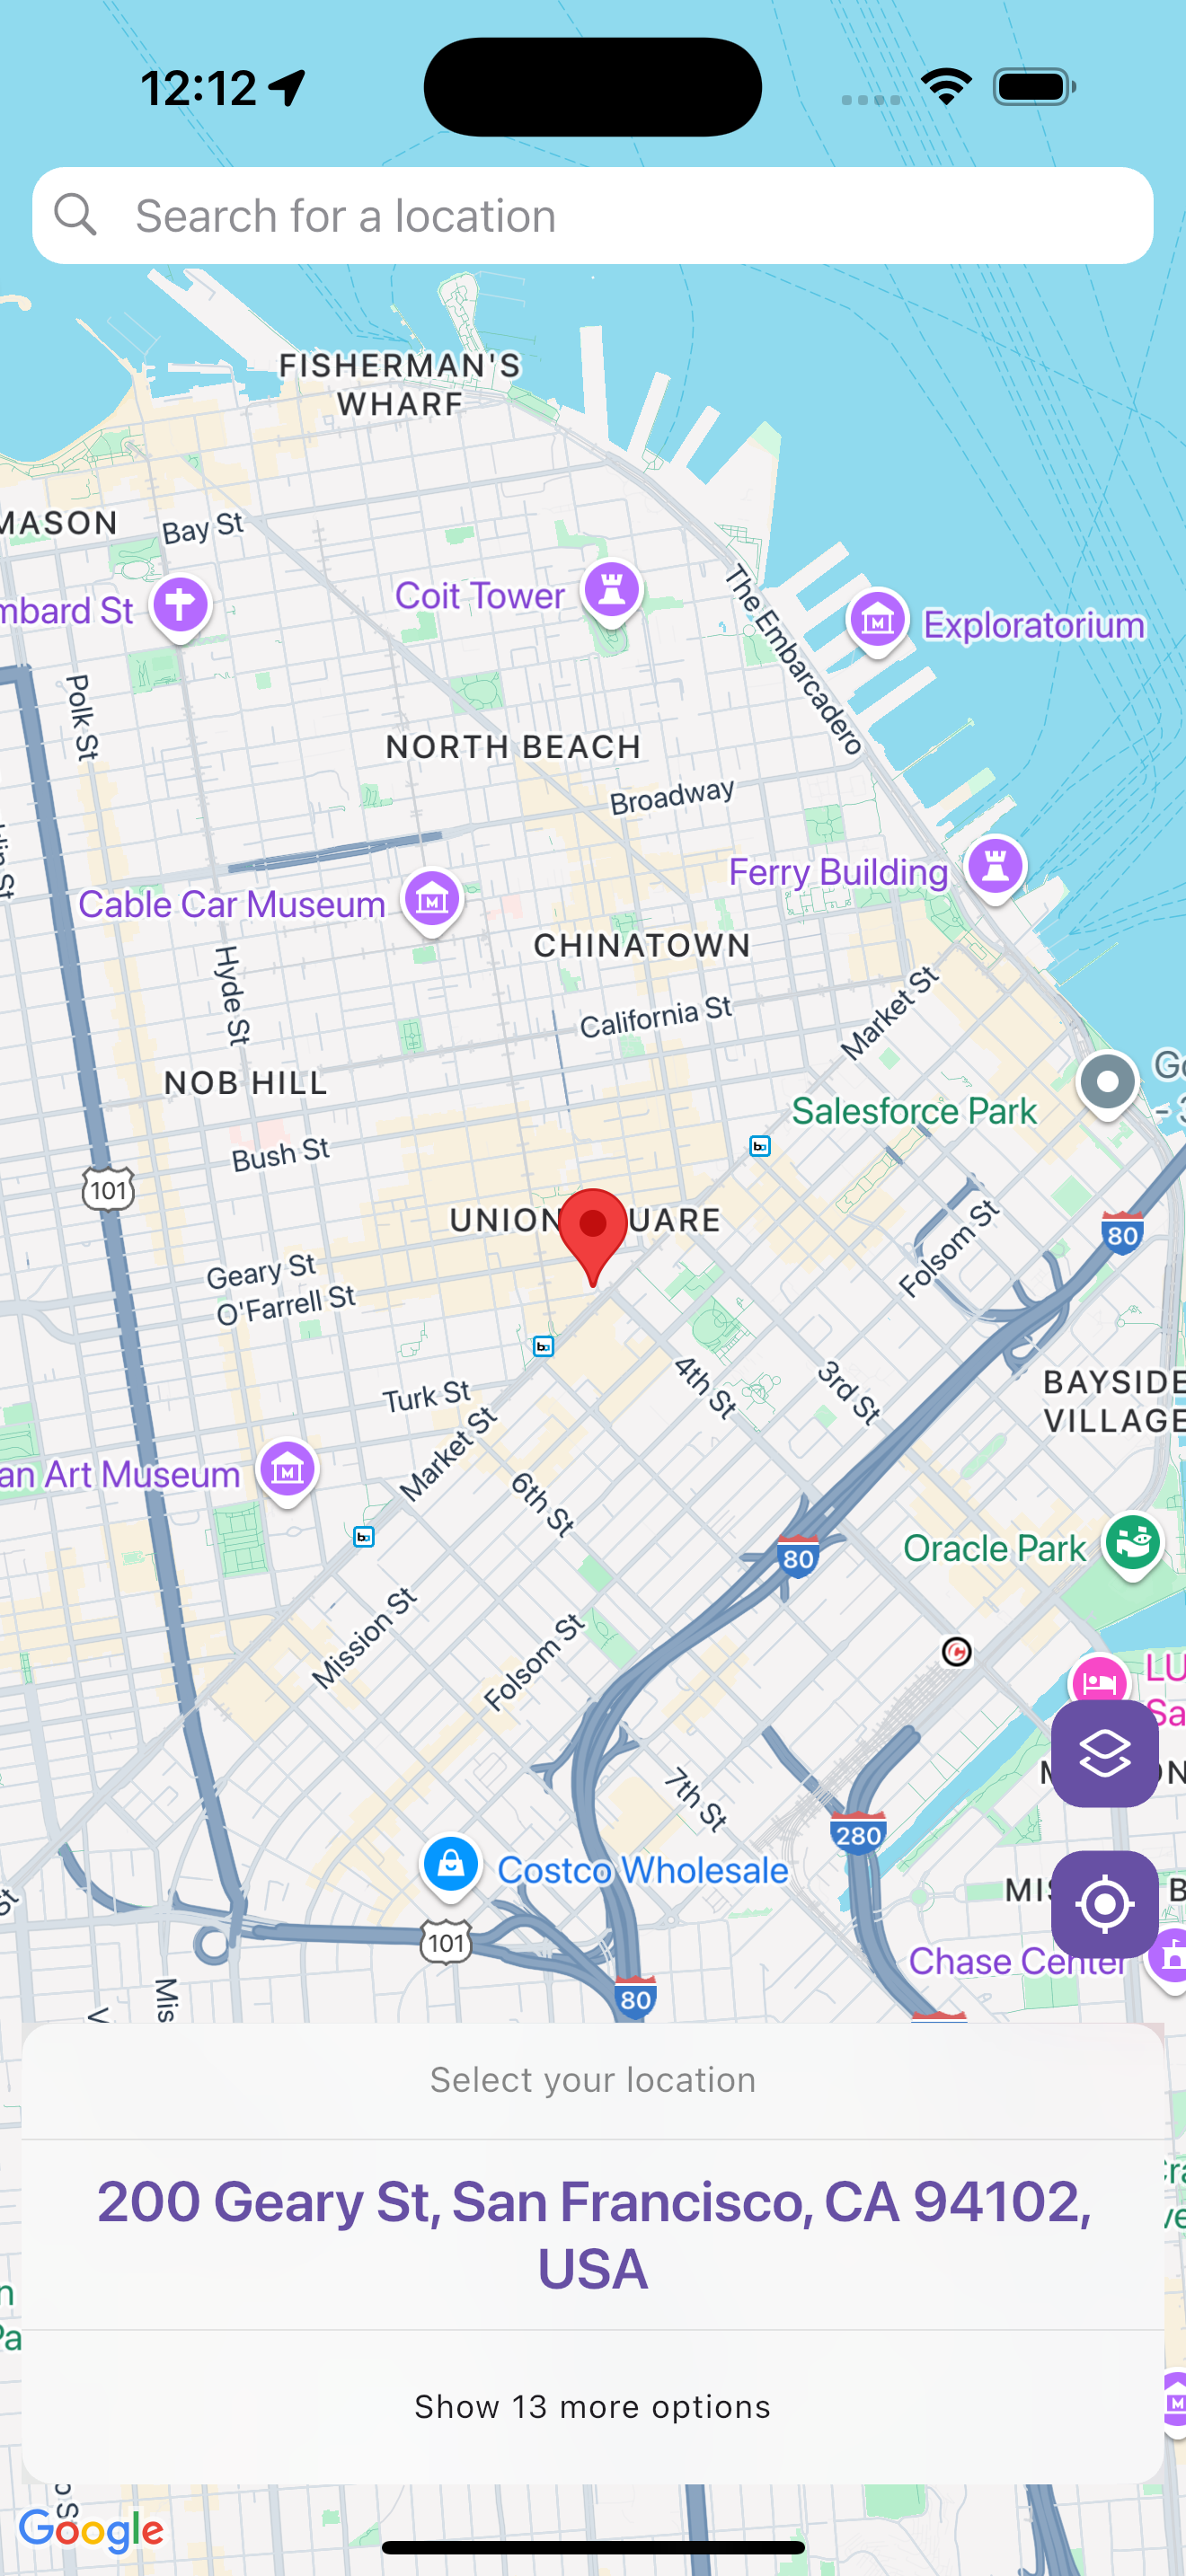 12:12
Search for a location
FISHERMAN'S
WHARF
MASON
Bay St
mbard St
Coit Tower
The Embarcadero
Exploratorium
Polk St
NORTH BEACH
Broadway
Ferry Building
Cable Car Museum
CHINATOWN
Hyde St
California St
Market St
NOB HILL
Salesforce Park
Bush St
101
UNION
UARE
80
Geary St
O'Farrell St
Folsom St
4th St
3rd St
BAYSIDE
VILLAGE
Turk St
Market St
an Art Museum
6th St
80
Oracle Park
Mission St
Folsom St
LU
Sa
7th St
280
Costco Wholesale
MIS
B
101
Chase Center
80
Mis
Select your location
200 Geary St, San Francisco, CA 94102,
USA
Show 13 more options
Google